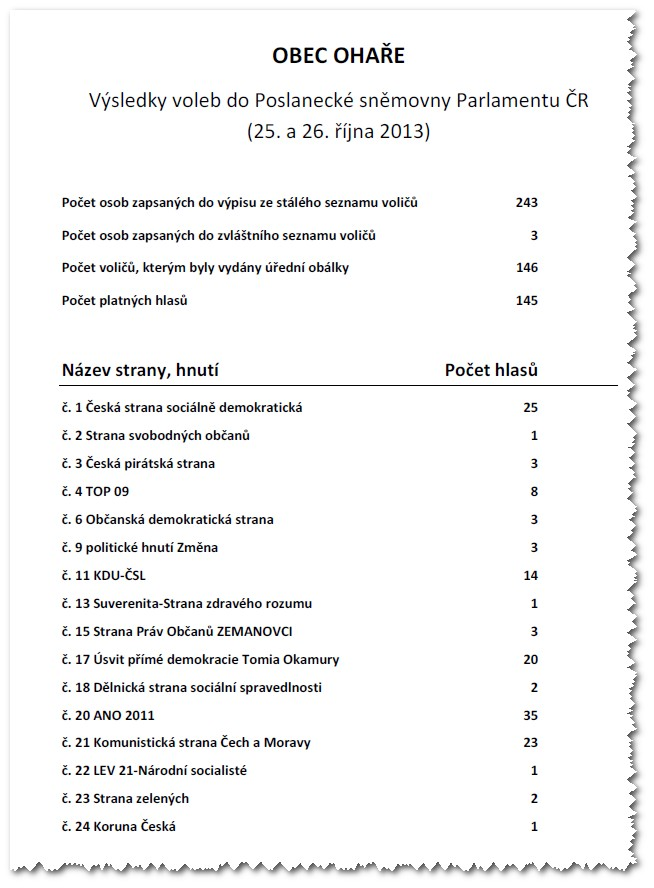 OBEC OHAŘE
Výsledky voleb do Poslanecké sněmovny Parlamentu ČR
(25. a 26. října 2013)
Počet osob zapsaných do výpisu ze stálého seznamu voličů 243
Počet osob zapsaných do zvláštního seznamu voličů 3
Počet voličů, kterým byly vydány úřední obálky 146
Počet platných hlasů 145
Název strany, hnutí Počet hlasů
č. 1 Česká strana sociálně demokratická 25
č. 2 Strana svobodných občanů 1
č. 3 Česká pirátská strana 3
č. 4 TOP 09 8
č. 6 Občanská demokratická strana 3
č. 9 politické hnutí Změna 3
č. 11 KDU-ČSL 14
č. 13 Suverenita-Strana zdravého rozumu 1
č. 15 Strana Práv Občanů ZEMANOVCI 3
č. 17 Úsvit přímé demokracie Tomia Okamury 20
č. 18 Dělnická strana sociální spravedlnosti 2
č. 20 ANO 2011 35
č. 21 Komunistická strana Čech a Moravy 23
č. 22 LEV 21-Národní socialisté 1
č. 23 Strana zelených 2
č. 24 Koruna Česká 1